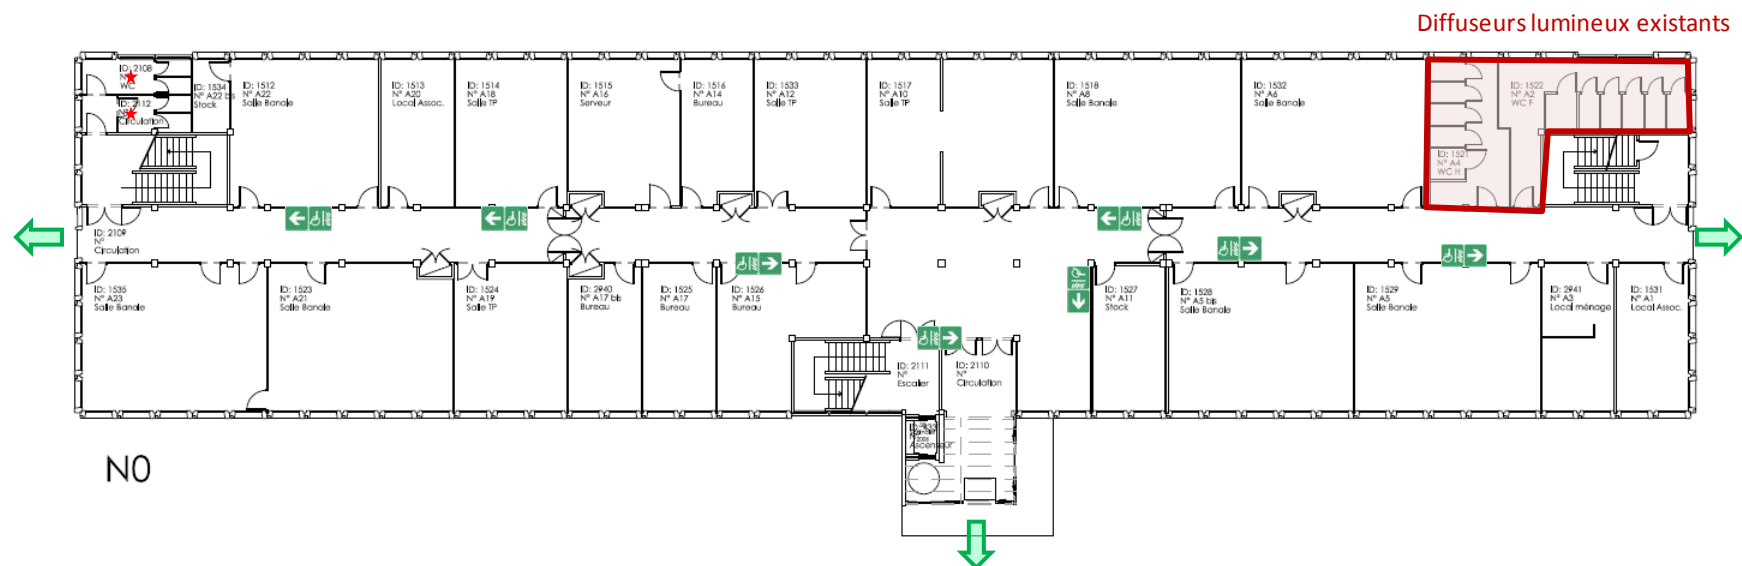 Diffuseurs lumineux existants
ID: 2108
N°
WC
ID: 2112
N°
Circulation
ID: 1534
N° A22 bis
Stock
ID: 1512
N° A22
Salle Banale
ID: 1513
N° A20
Local Assoc.
ID: 1514
N° A18
Salle TP
ID: 1515
N° A16
Serveur
ID: 1516
N° A14
Bureau
ID: 1533
N° A12
Salle TP
ID: 1517
N° A10
Salle TP
ID: 1518
N° A8
Salle Banale
ID: 1532
N° A6
Salle Banale
ID: 1522
N° A2
WC F
ID: 1521
N° A4
WC H
ID: 2109
N°
Circulation
ID: 1535
N° A23
Salle Banale
ID: 1523
N° A21
Salle Banale
ID: 1524
N° A19
Salle TP
ID: 2940
N° A17 bis
Bureau
ID: 1525
N° A17
Bureau
ID: 1526
N° A15
Bureau
ID: 1527
N° A11
Stock
ID: 1528
N° A5 bis
Salle Banale
ID: 1529
N° A5
Salle Banale
ID: 2941
N° A3
Local ménage
ID: 1531
N° A1
Local Assoc.
ID: 2111
N°
Escalier
ID: 2110
N°
Circulation
Ascenseur
N0